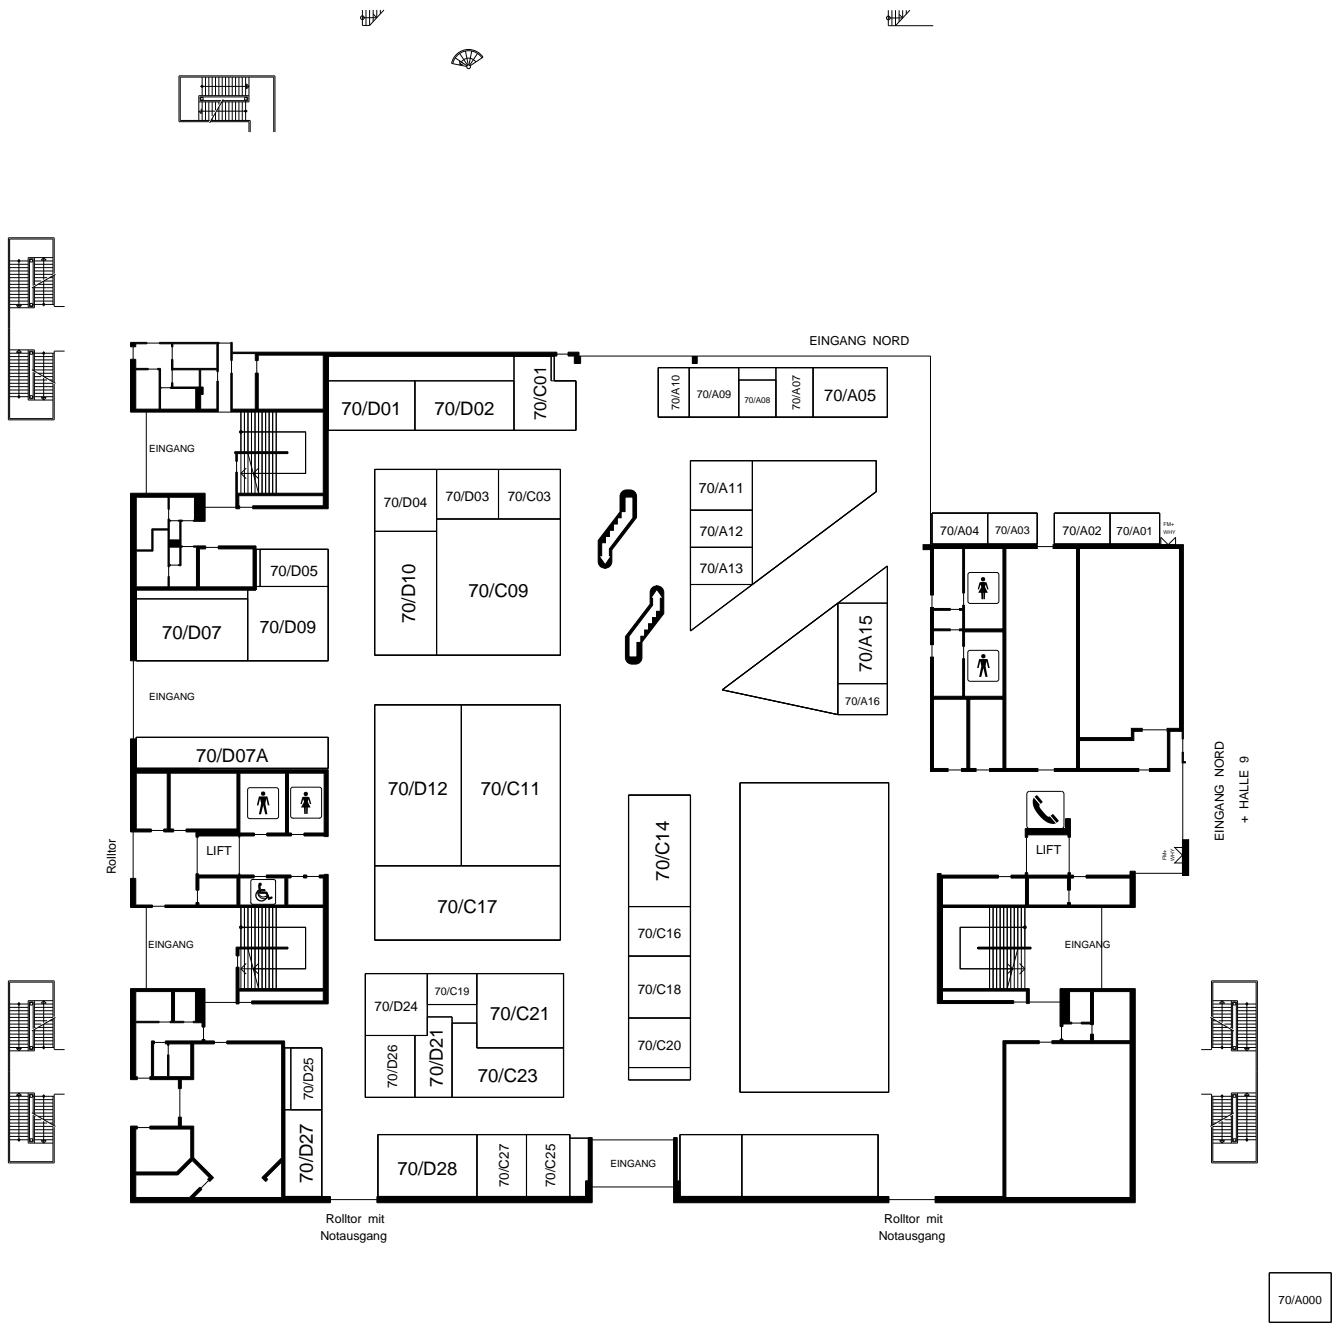 EINGANG NORD
70/D01
70/D02
70/C01
70/A10
70/A09
70/A08
70/A07
70/A05
EINGANG
70/D04
70/D03
70/C03
70/A11
70/A12
70/A13
70/A04
70/A03
70/A02
70/A01
FM+
WHY
70/D05
70/D10
70/C09
70/D07
70/D09
70/A15
EINGANG
70/A16
70/D07A
70/D12
70/C11
EINGANG NORD
+ HALLE 9
Rolltor
LIFT
70/C14
LIFT
FM+
WHY
70/C17
70/C16
EINGANG
EINGANG
70/D24
70/C19
70/C21
70/C18
70/D26
70/D21
70/C23
70/C20
70/D25
70/D27
70/D28
70/C27
70/C25
EINGANG
Rolltor mit
Notausgang
Rolltor mit
Notausgang
70/A000